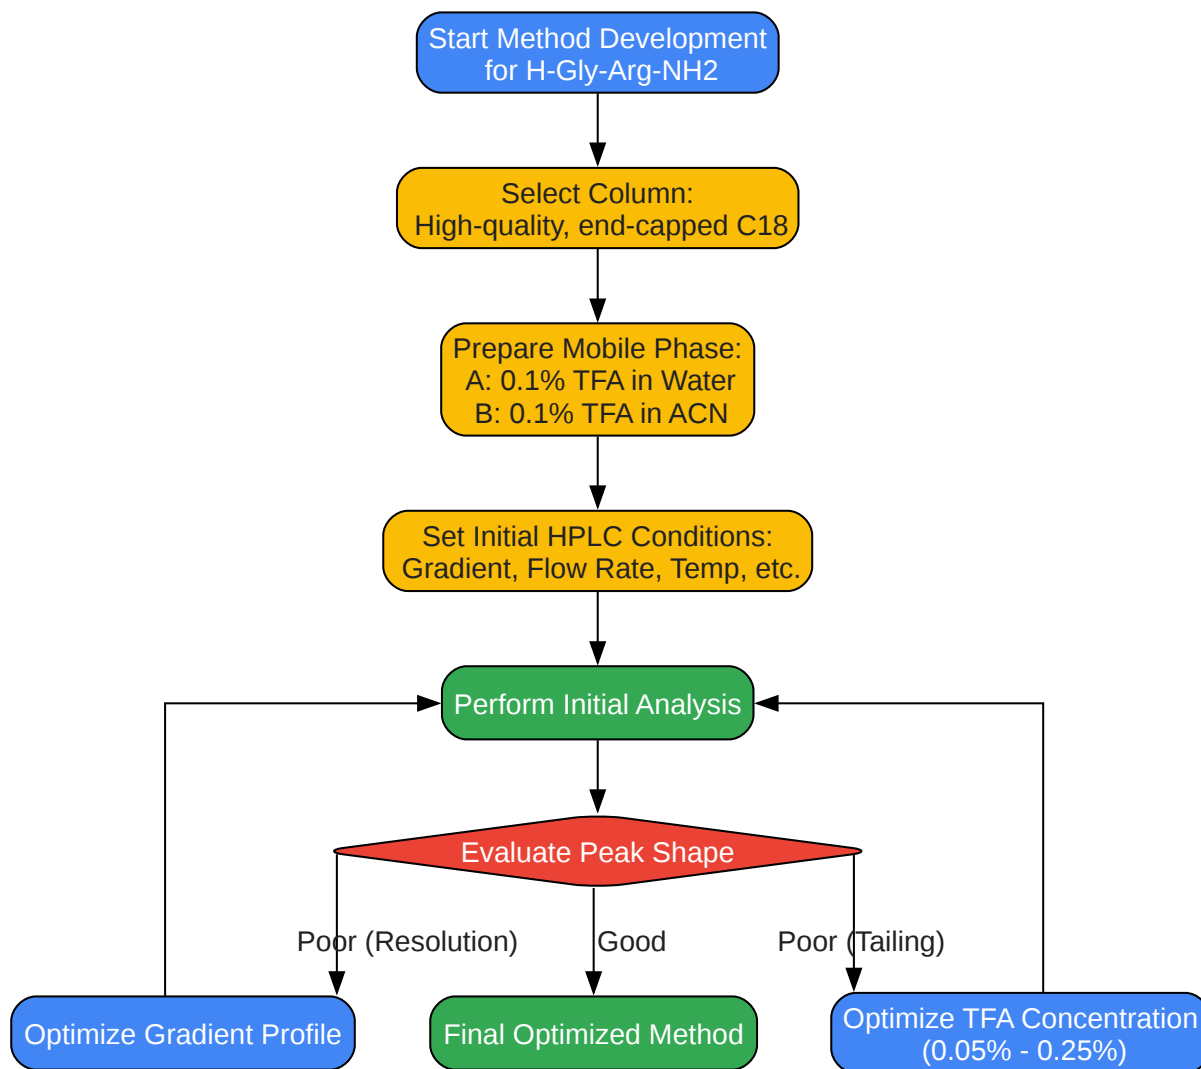 Start Method Development
for H-Gly-Arg-NH2
Select Column:
High-quality, end-capped C18
Prepare Mobile Phase:
A: 0.1% TFA in Water
B: 0.1% TFA in ACN
Set Initial HPLC Conditions:
Gradient, Flow Rate, Temp, etc.
Perform Initial Analysis
Evaluate Peak Shape
Poor (Resolution)
Good
Poor (Tailing)
Optimize Gradient Profile
Final Optimized Method
Optimize TFA Concentration
(0.05% - 0.25%)